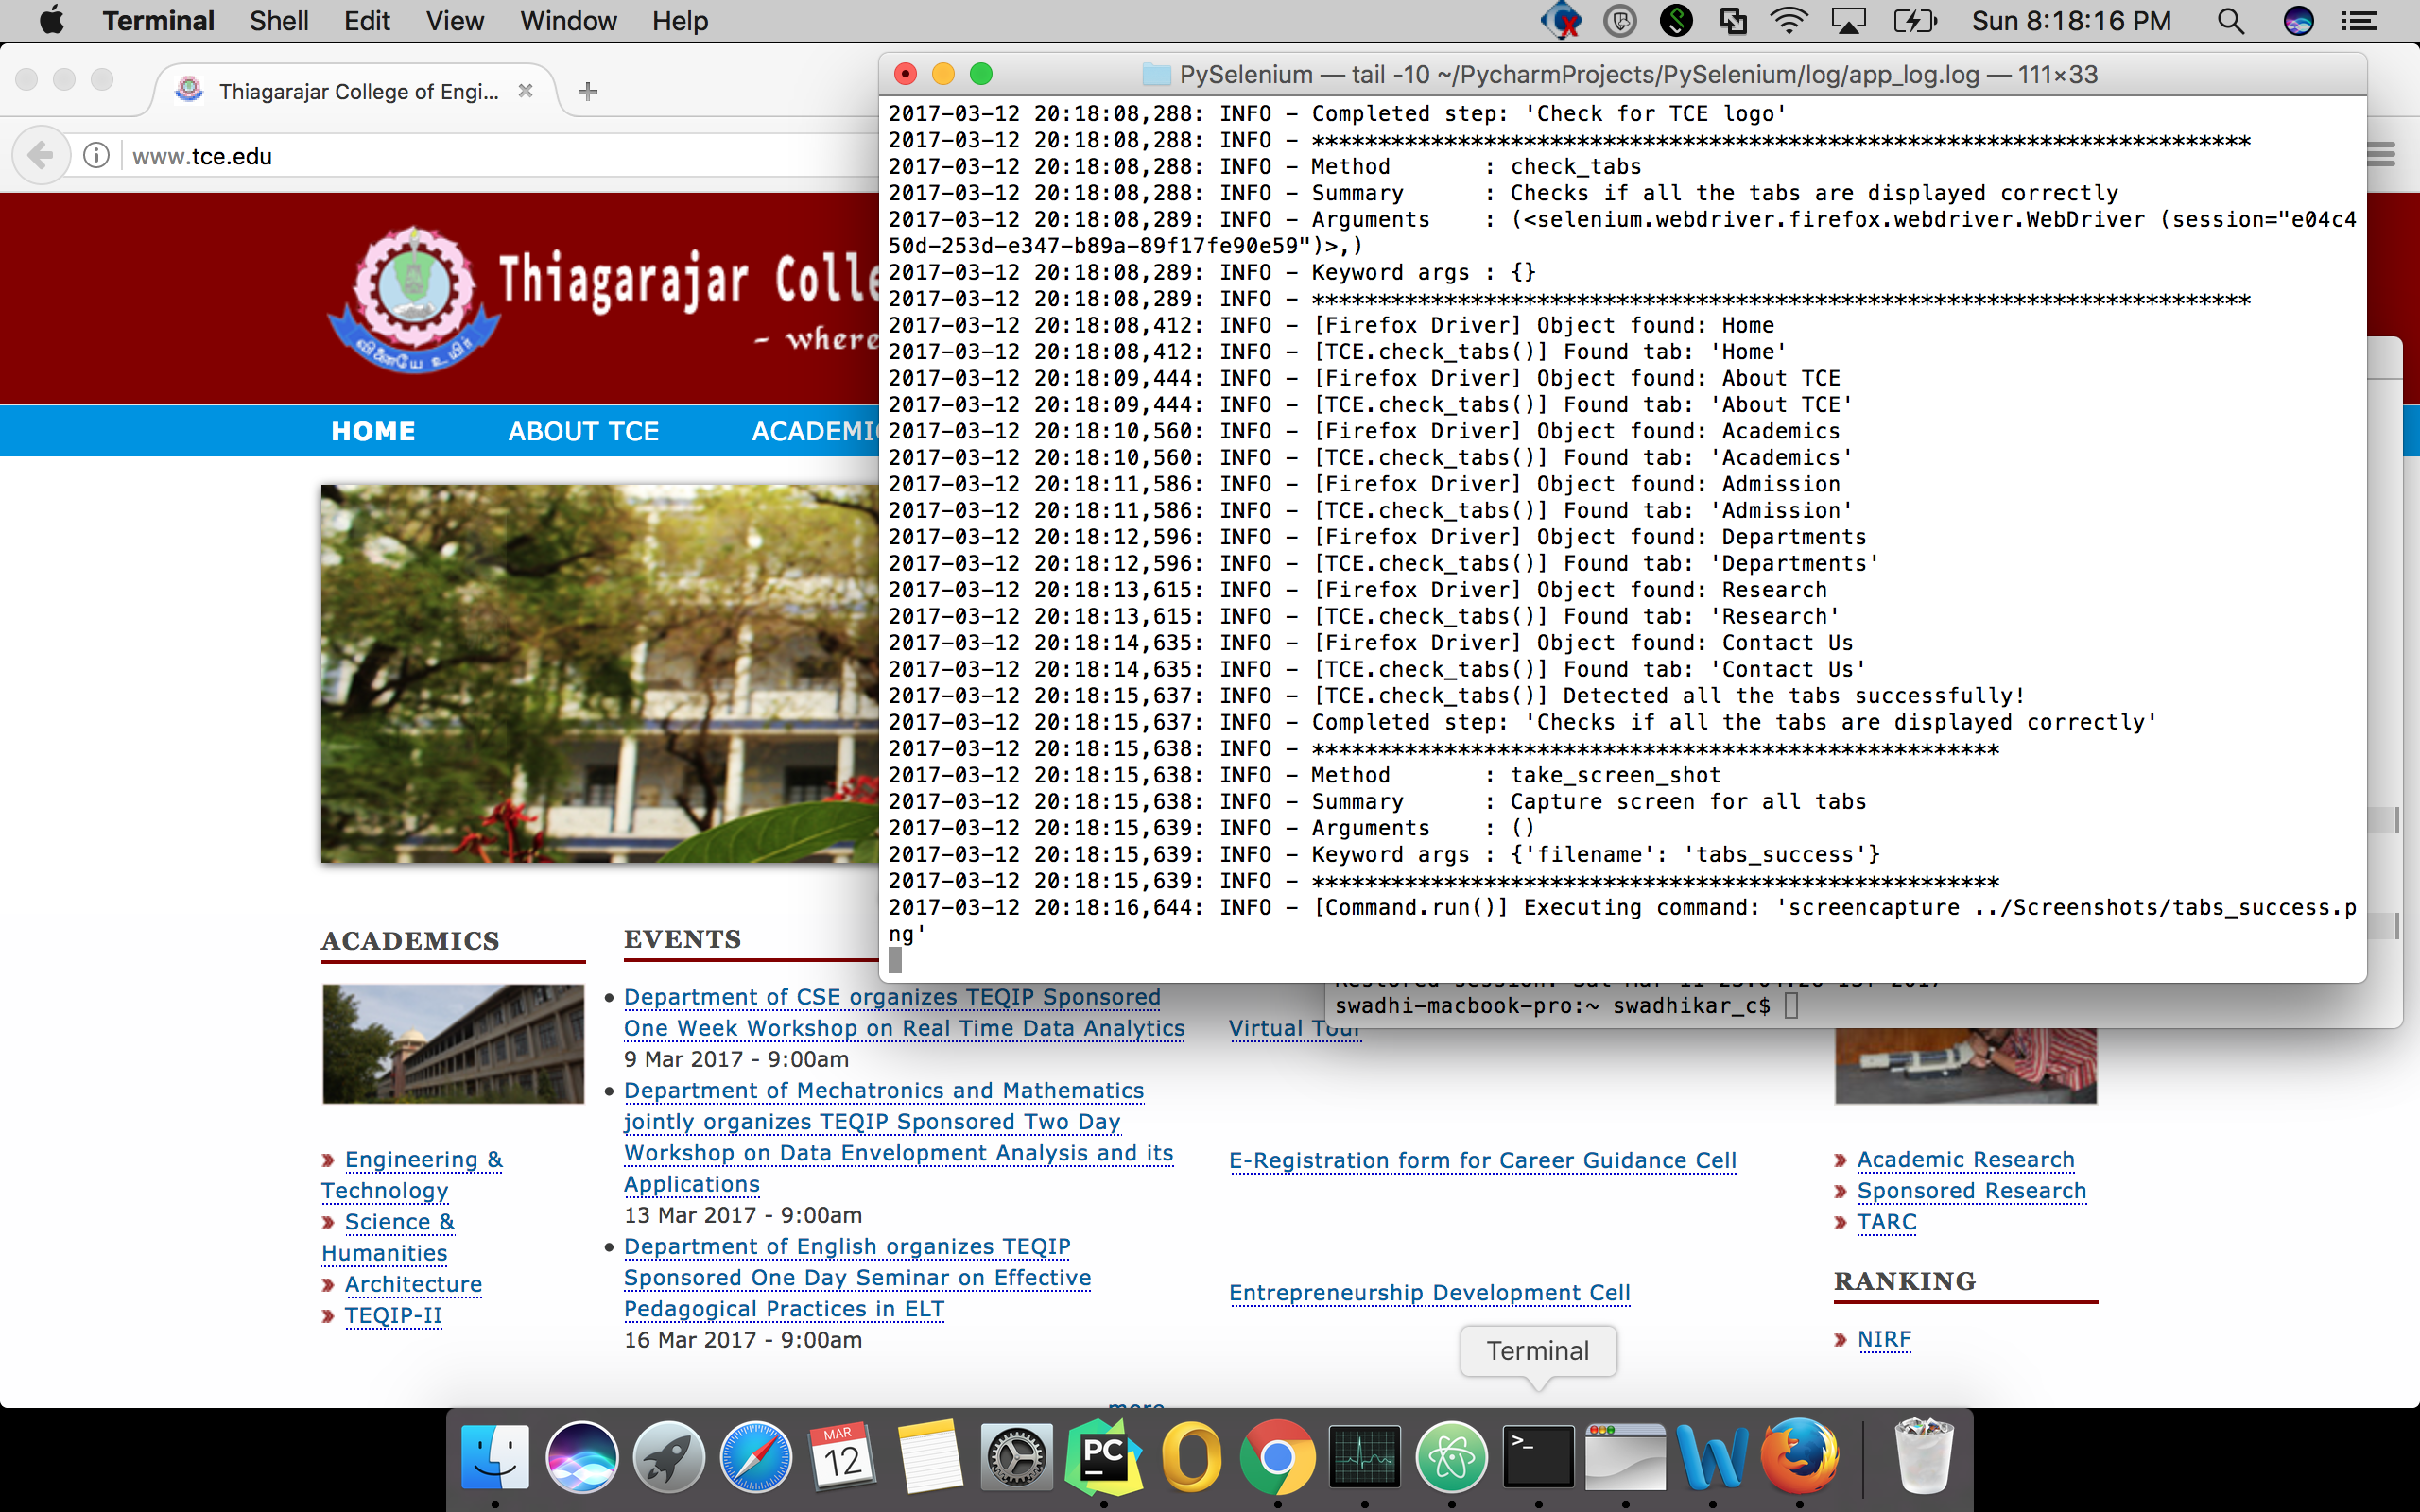 Terminal Shell Edit View Window Help Sun 8:18:16 PM
Thiagarajar College of Engi...
www.tce.edu
PySelenium — tail -10 ~/PycharmProjects/PySelenium/log/app_log.log — 111×33
2017-03-12 20:18:08,288: INFO - Completed step: 'Check for TCE logo'
2017-03-12 20:18:08,288: INFO - ***********************************************************************
2017-03-12 20:18:08,288: INFO - Method       : check_tabs
2017-03-12 20:18:08,288: INFO - Summary      : Checks if all the tabs are displayed correctly
2017-03-12 20:18:08,289: INFO - Arguments    : (<selenium.webdriver.firefox.webdriver.WebDriver (session="e04c4
50d-253d-e347-b89a-89f17fe90e59")>,)
2017-03-12 20:18:08,289: INFO - Keyword args : {}
2017-03-12 20:18:08,289: INFO - ***********************************************************************
2017-03-12 20:18:08,412: INFO - [Firefox Driver] Object found: Home
2017-03-12 20:18:08,412: INFO - [TCE.check_tabs()] Found tab: 'Home'
2017-03-12 20:18:09,444: INFO - [Firefox Driver] Object found: About TCE
2017-03-12 20:18:09,444: INFO - [TCE.check_tabs()] Found tab: 'About TCE'
2017-03-12 20:18:10,560: INFO - [Firefox Driver] Object found: Academics
2017-03-12 20:18:10,560: INFO - [TCE.check_tabs()] Found tab: 'Academics'
2017-03-12 20:18:11,586: INFO - [Firefox Driver] Object found: Admission
2017-03-12 20:18:11,586: INFO - [TCE.check_tabs()] Found tab: 'Admission'
2017-03-12 20:18:12,596: INFO - [Firefox Driver] Object found: Departments
2017-03-12 20:18:12,596: INFO - [TCE.check_tabs()] Found tab: 'Departments'
2017-03-12 20:18:13,615: INFO - [Firefox Driver] Object found: Research
2017-03-12 20:18:13,615: INFO - [TCE.check_tabs()] Found tab: 'Research'
2017-03-12 20:18:14,635: INFO - [Firefox Driver] Object found: Contact Us
2017-03-12 20:18:14,635: INFO - [TCE.check_tabs()] Found tab: 'Contact Us'
2017-03-12 20:18:15,637: INFO - [TCE.check_tabs()] Detected all the tabs successfully!
2017-03-12 20:18:15,637: INFO - Completed step: 'Checks if all the tabs are displayed correctly'
2017-03-12 20:18:15,638: INFO - ****************************************************
2017-03-12 20:18:15,638: INFO - Method       : take_screen_shot
2017-03-12 20:18:15,638: INFO - Summary      : Capture screen for all tabs
2017-03-12 20:18:15,639: INFO - Arguments    : ()
2017-03-12 20:18:15,639: INFO - Keyword args : {'filename': 'tabs_success'}
2017-03-12 20:18:15,639: INFO - ****************************************************
2017-03-12 20:18:16,644: INFO - [Command.run()] Executing command: 'screencapture ../Screenshots/tabs_success.p
ng'
swadhi-macbook-pro:~ swadhikar_c$
Thiagarajar Colle
- where
வினையே உயிர்
HOME ABOUT TCE ACADEMIC
ACADEMICS
Engineering &
Technology
Science &
Humanities
Architecture
TEQIP-II
EVENTS
Department of CSE organizes TEQIP Sponsored
One Week Workshop on Real Time Data Analytics
9 Mar 2017 - 9:00am
Department of Mechatronics and Mathematics
jointly organizes TEQIP Sponsored Two Day
Workshop on Data Envelopment Analysis and its
Applications
13 Mar 2017 - 9:00am
Department of English organizes TEQIP
Sponsored One Day Seminar on Effective
Pedagogical Practices in ELT
16 Mar 2017 - 9:00am
more
Virtual Tour
E-Registration form for Career Guidance Cell
Entrepreneurship Development Cell
Academic Research
Sponsored Research
TARC
RANKING
NIRF
Terminal
MAR
12
PC
>_